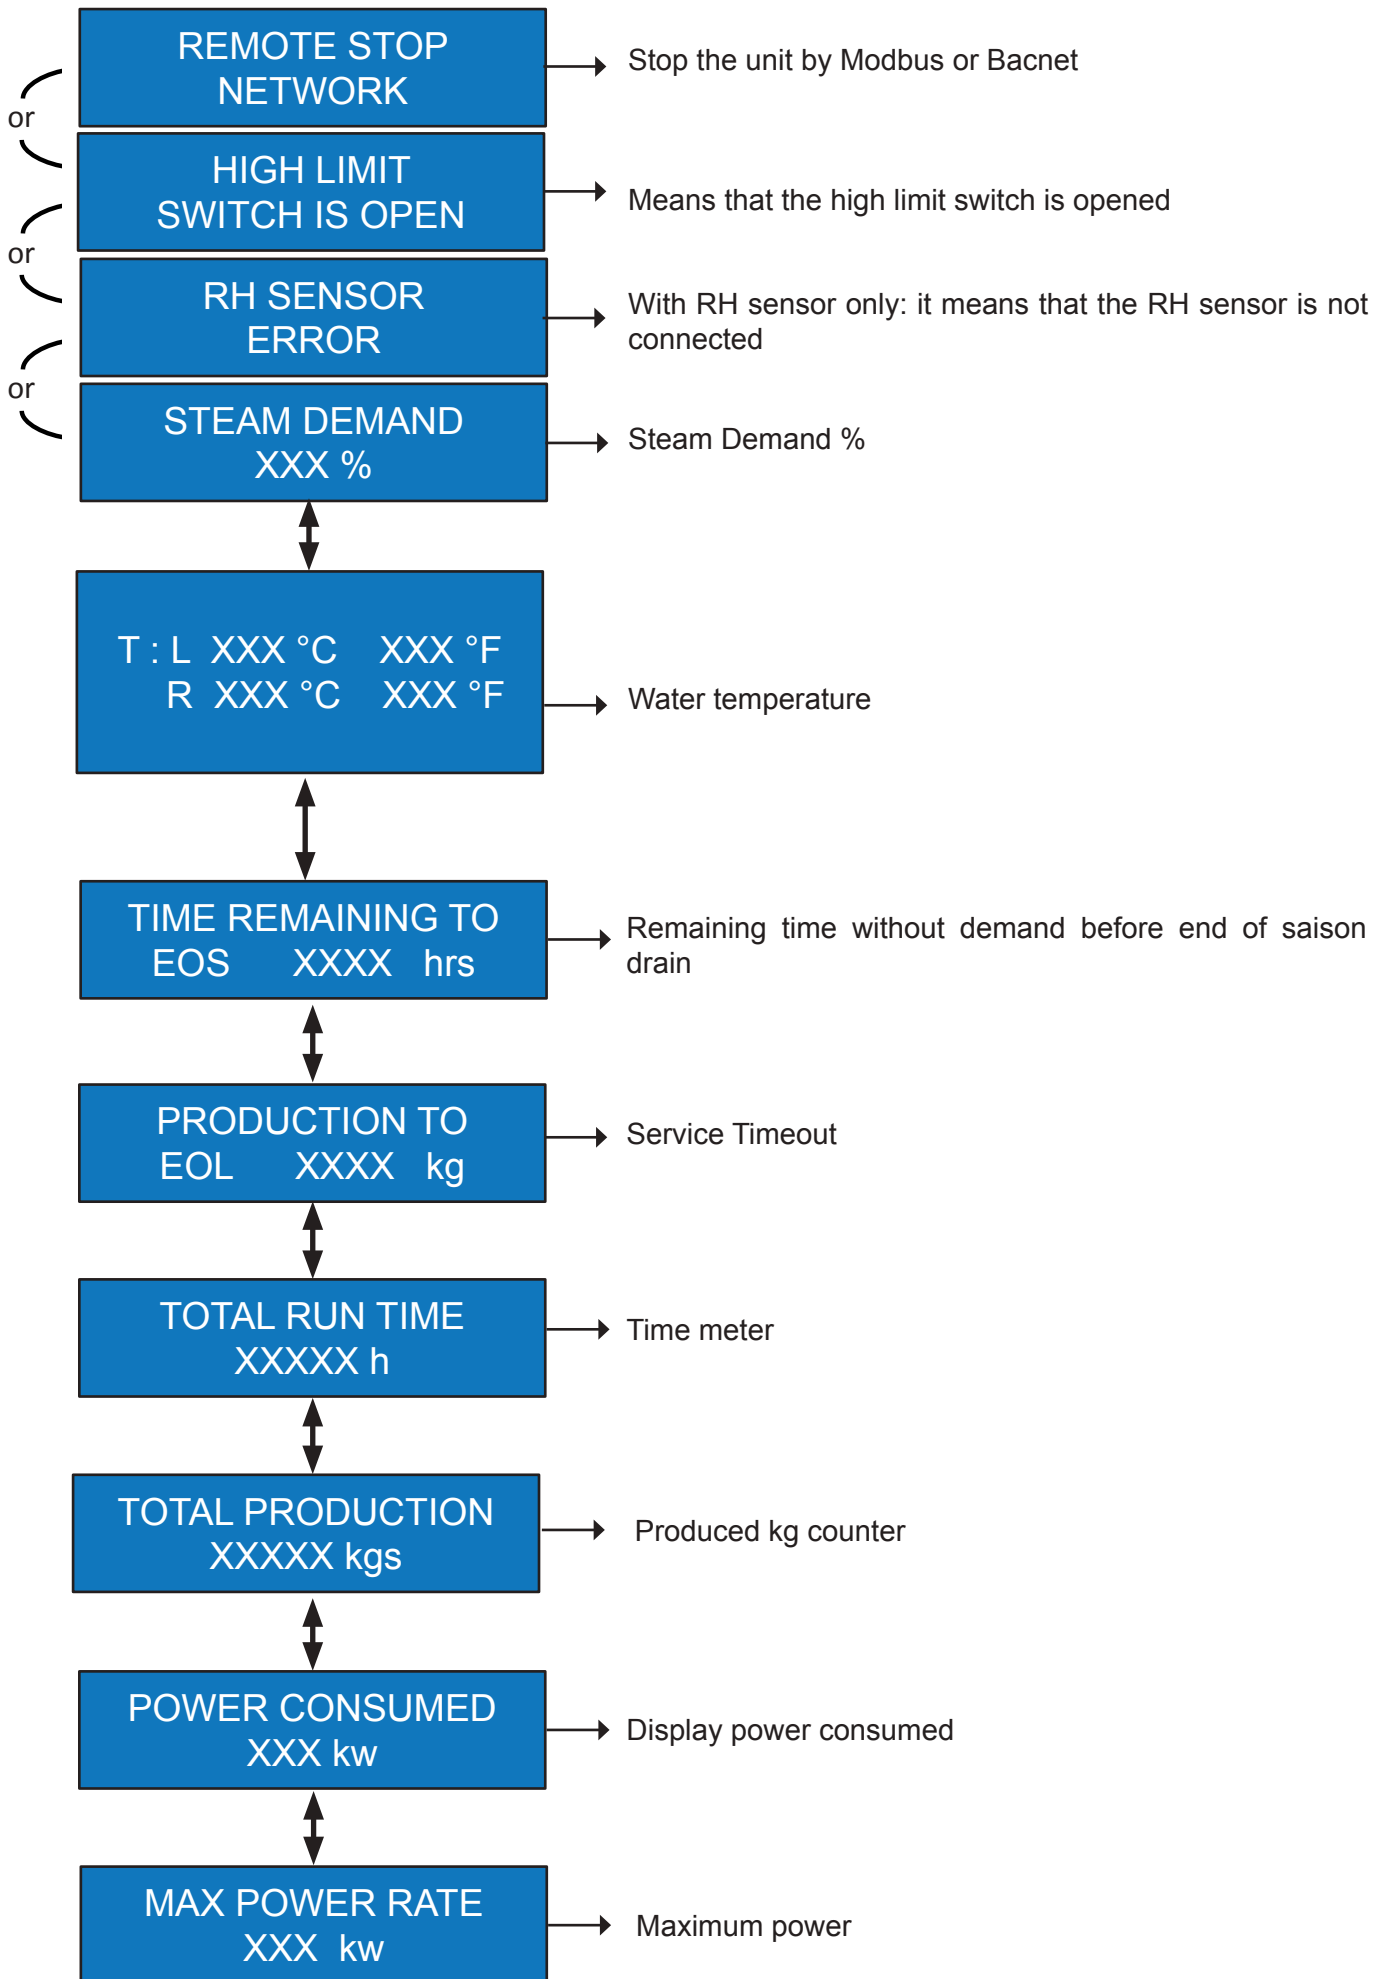 REMOTE STOP
NETWORK
Stop the unit by Modbus or Bacnet
or
HIGH LIMIT
SWITCH IS OPEN
Means that the high limit switch is opened
or
RH SENSOR
ERROR
With RH sensor only: it means that the RH sensor is not
connected
or
STEAM DEMAND
XXX %
Steam Demand %
T : L XXX °C XXX °F
R XXX °C XXX °F
Water temperature
TIME REMAINING TO
EOS XXXX hrs
Remaining time without demand before end of saison
drain
PRODUCTION TO
EOL XXXX kg
Service Timeout
TOTAL RUN TIME
XXXXX h
Time meter
TOTAL PRODUCTION
XXXXX kgs
Produced kg counter
POWER CONSUMED
XXX kw
Display power consumed
MAX POWER RATE
XXX kw
Maximum power